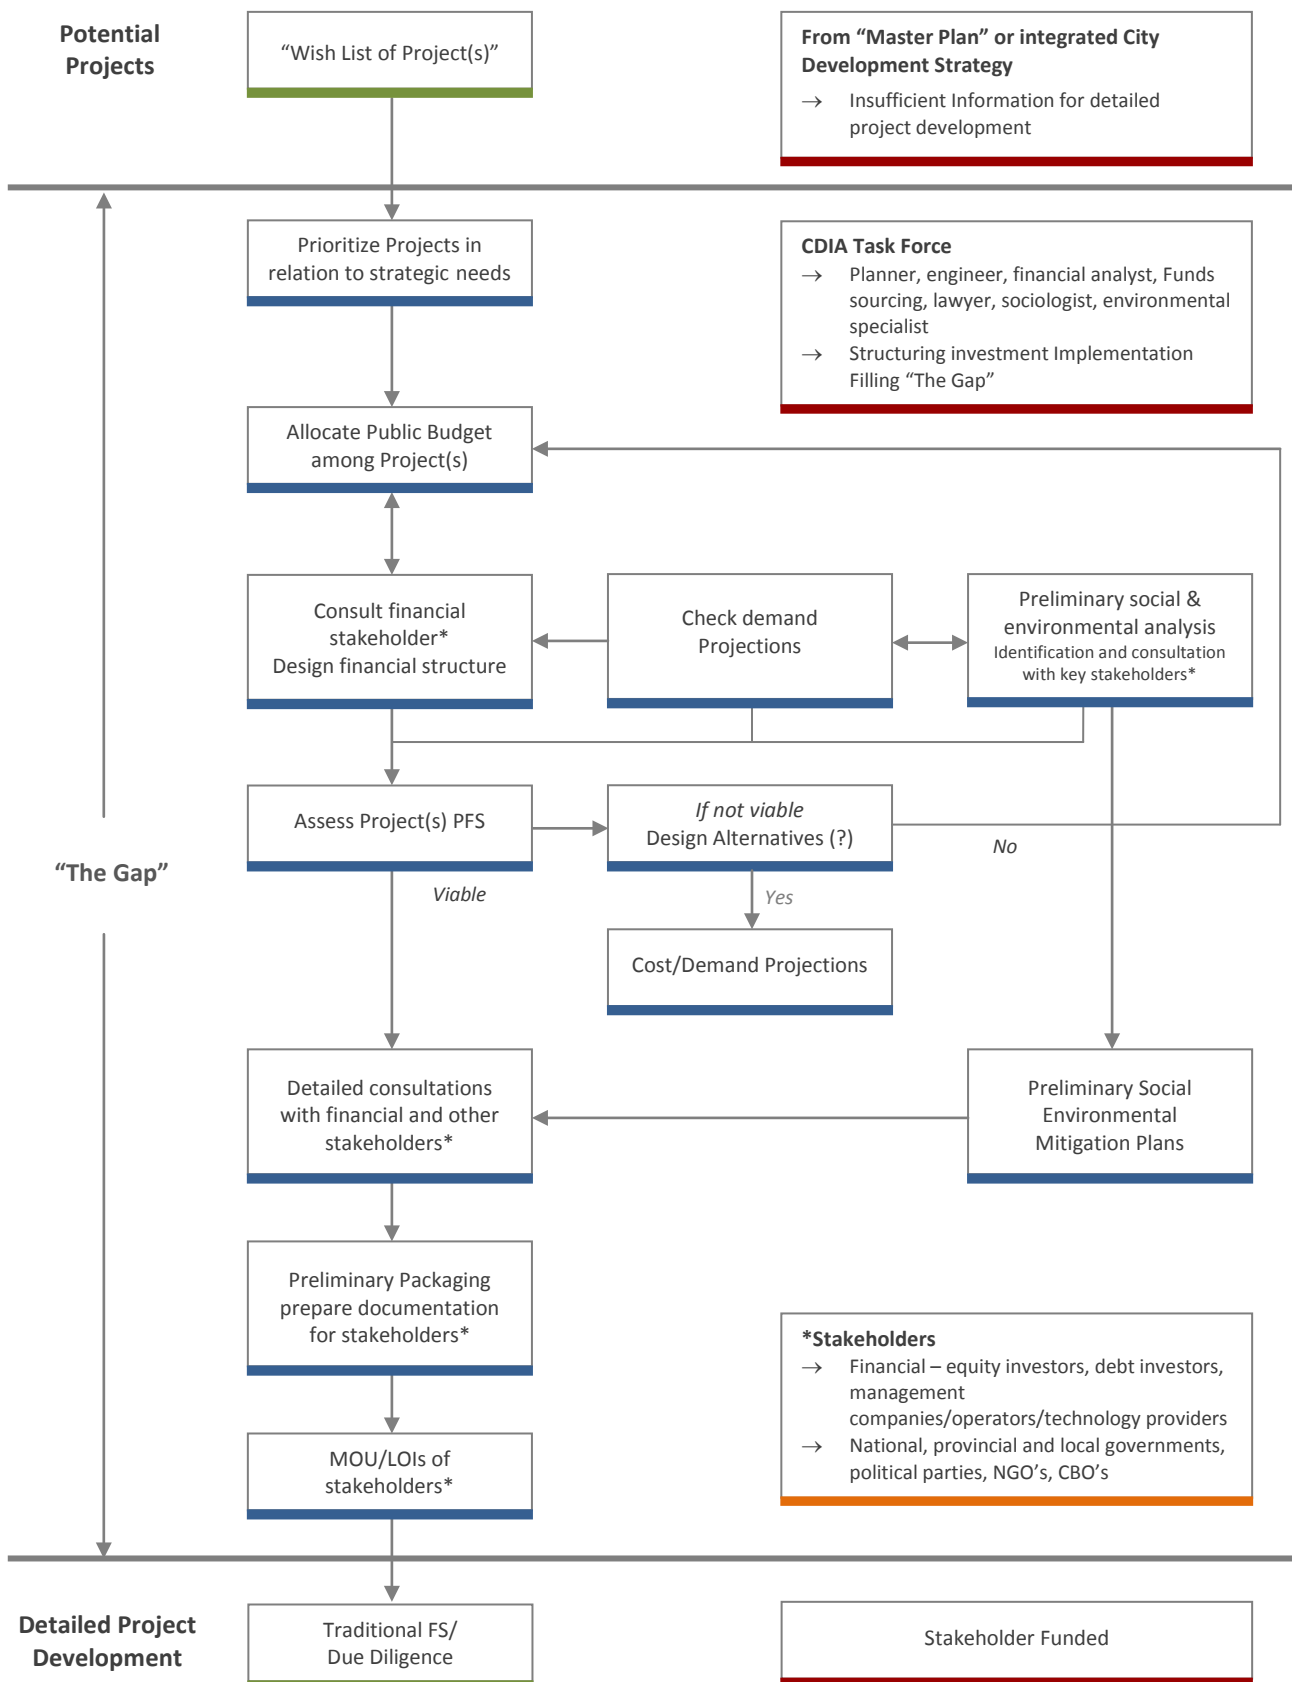 Potential
Projects
“Wish List of Project(s)”
From “Master Plan” or integrated City
Development Strategy
→ Insufficient Information for detailed
project development
Prioritize Projects in
relation to strategic needs
CDIA Task Force
→ Planner, engineer, financial analyst, Funds
sourcing, lawyer, sociologist, environmental
specialist
→ Structuring investment Implementation
Filling “The Gap”
Allocate Public Budget
among Project(s)
Consult financial
stakeholder*
Design financial structure
Check demand
Projections
Preliminary social &
environmental analysis
Identification and consultation
with key stakeholders*
Assess Project(s) PFS
If not viable
Design Alternatives (?)
No
“The Gap”
Viable
Yes
Cost/Demand Projections
Detailed consultations
with financial and other
stakeholders*
Preliminary Social
Environmental
Mitigation Plans
Preliminary Packaging
prepare documentation
for stakeholders*
*Stakeholders
→ Financial – equity investors, debt investors,
management
companies/operators/technology providers
→ National, provincial and local governments,
political parties, NGO’s, CBO’s
MOU/LOIs of
stakeholders*
Detailed Project
Development
Traditional FS/
Due Diligence
Stakeholder Funded